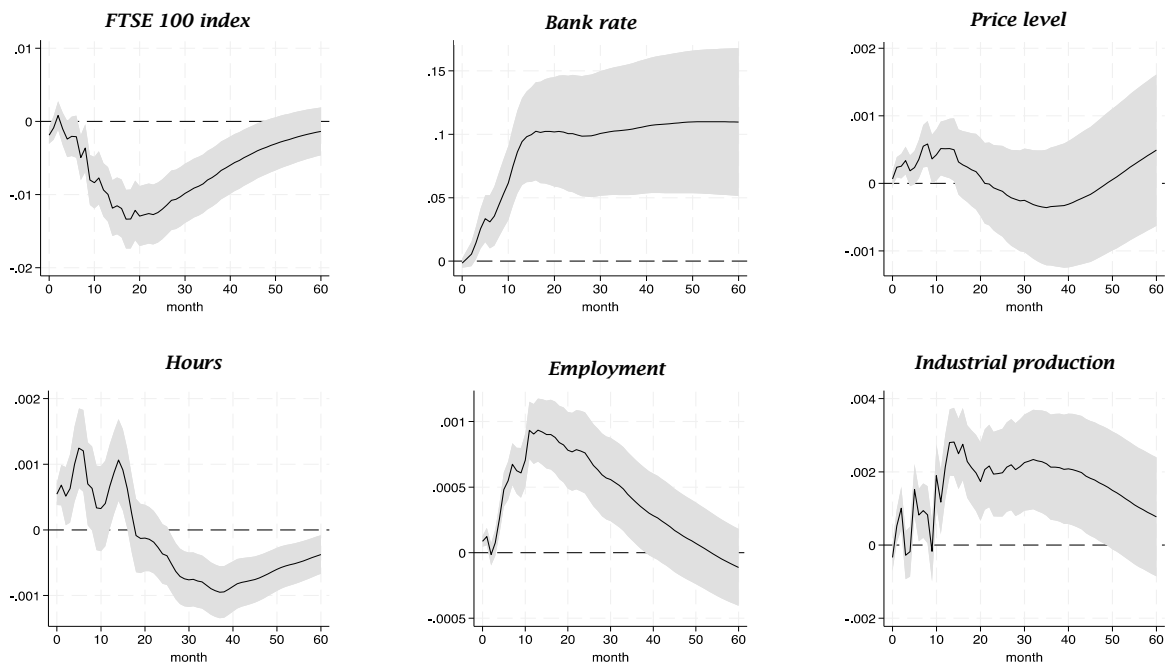 FTSE 100 index
Bank rate
Price level
.01
0
-.01
-.02
0 10 20 30 40 50 60
month
.15
.1
.05
0
0 10 20 30 40 50 60
month
.002
.001
0
-.001
0 10 20 30 40 50 60
month
Hours
Employment
Industrial production
.002
.001
0
-.001
0 10 20 30 40 50 60
month
.001
.0005
0
-.0005
0 10 20 30 40 50 60
month
.004
.002
0
-.002
0 10 20 30 40 50 60
month